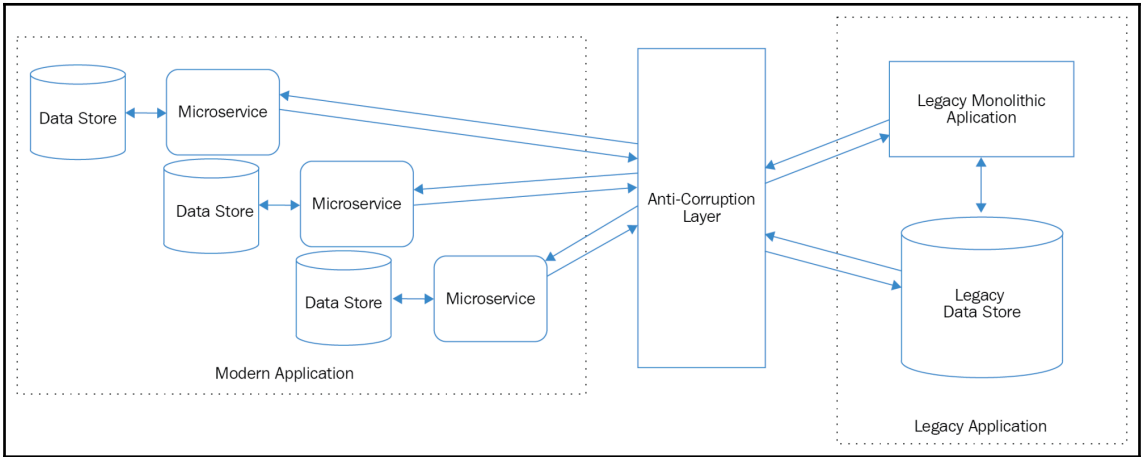 Data Store
Microservice
Data Store
Microservice
Data Store
Microservice
Modern Application
Anti-Corruption
Layer
Legacy Monolithic
Aplication
Legacy
Data Store
Legacy Application